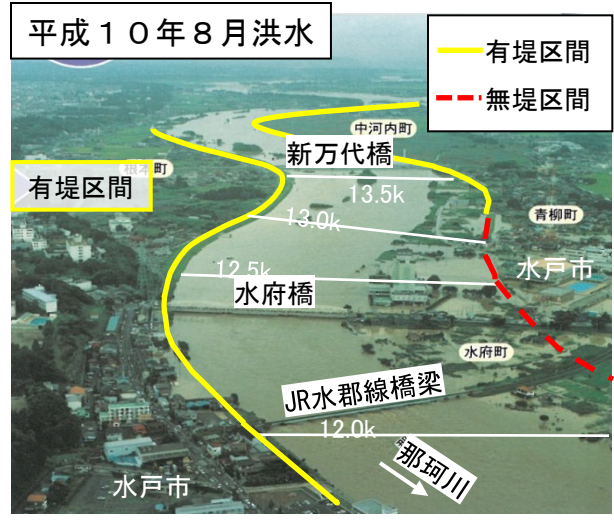 平成１０年８月洪水
有堤区間
無堤区間
中河内町
新万代橋
根本町
有堤区間
13.5k
青柳町
13.0k
水戸市
12.5k
水府橋
水府町
JR水郡線橋梁
12.0k
那珂川
水戸市